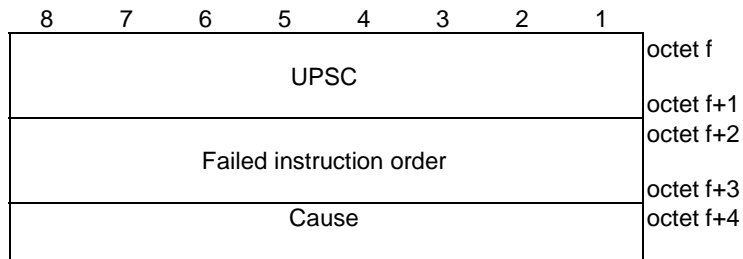 8 7 6 5 4 3 2 1
octet f
UPSC
octet f+1
octet f+2
Failed instruction order
octet f+3
Cause octet f+4